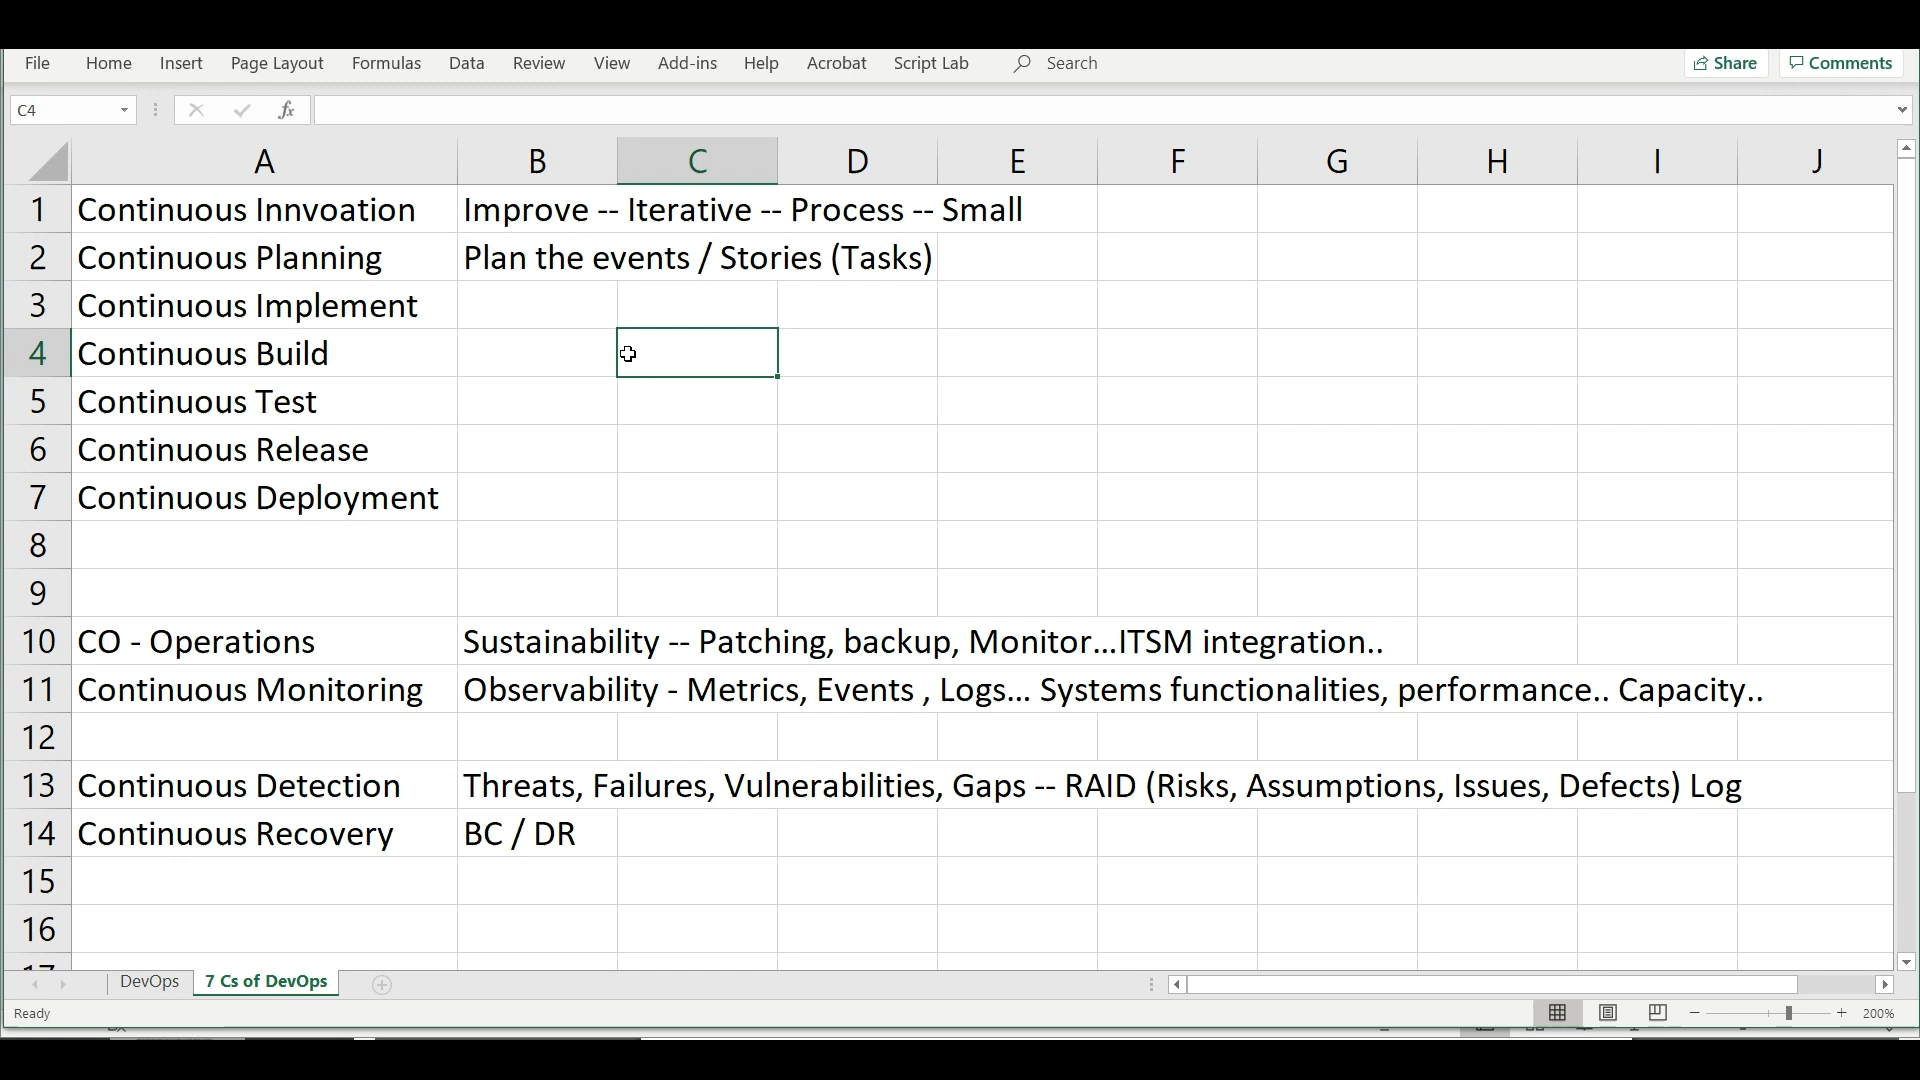 File Home Insert Page Layout Formulas Data Review View Add-ins Help Acrobat Script Lab Search Share Comments
C4 fx
A B C D E F G H I J
1 Continuous Innvoation Improve -- Iterative -- Process -- Small
2 Continuous Planning Plan the events / Stories (Tasks)
3 Continuous Implement
4 Continuous Build
5 Continuous Test
6 Continuous Release
7 Continuous Deployment
8
9
10 CO - Operations Sustainability -- Patching, backup, Monitor...ITSM integration..
11 Continuous Monitoring Observability - Metrics, Events , Logs... Systems functionalities, performance.. Capacity..
12
13 Continuous Detection Threats, Failures, Vulnerabilities, Gaps -- RAID (Risks, Assumptions, Issues, Defects) Log
14 Continuous Recovery BC / DR
15
16
17
DevOps 7 Cs of DevOps
Ready 200%